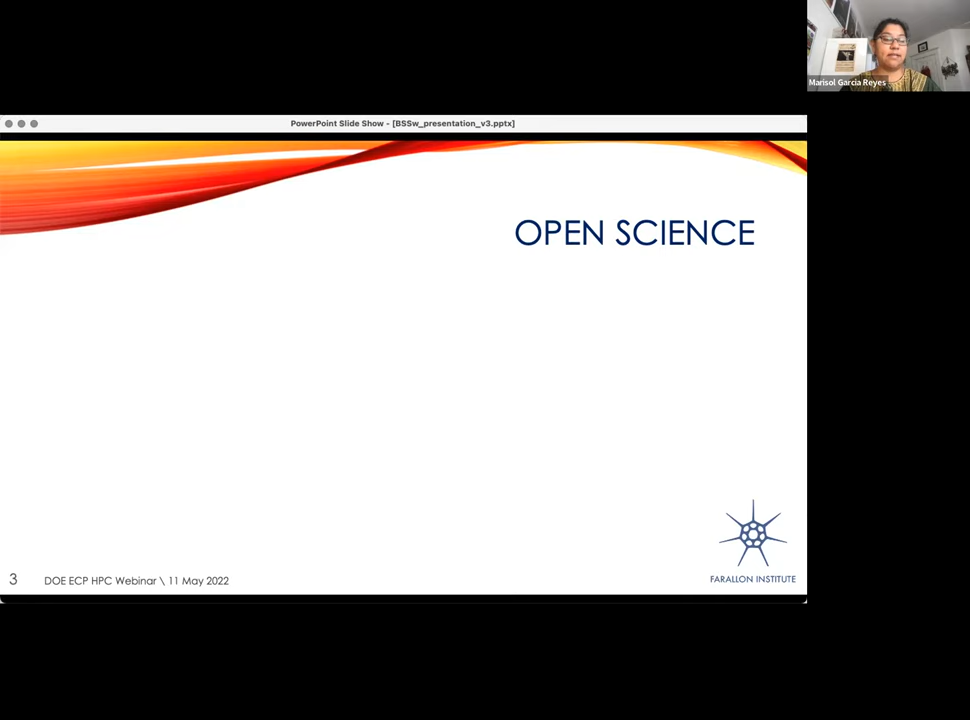 Marisol García Reyes
PowerPoint Slide Show - [BSSw_presentation_v3.pptx]
OPEN SCIENCE
FARALLON INSTITUTE
3
DOE ECP HPC Webinar \ 11 May 2022